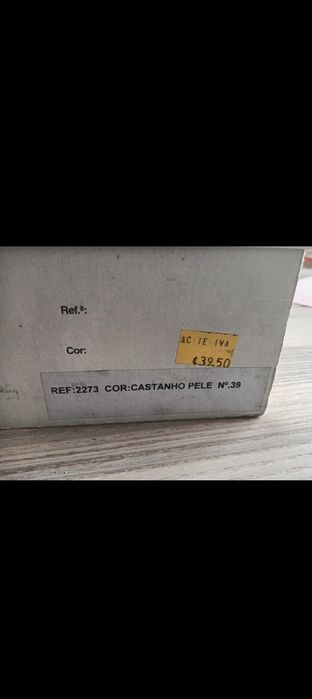 Ref.ª:
AC·IE·IVA
Cor:
€39.50
REF:2273 COR:CASTANHO PELE Nº.39